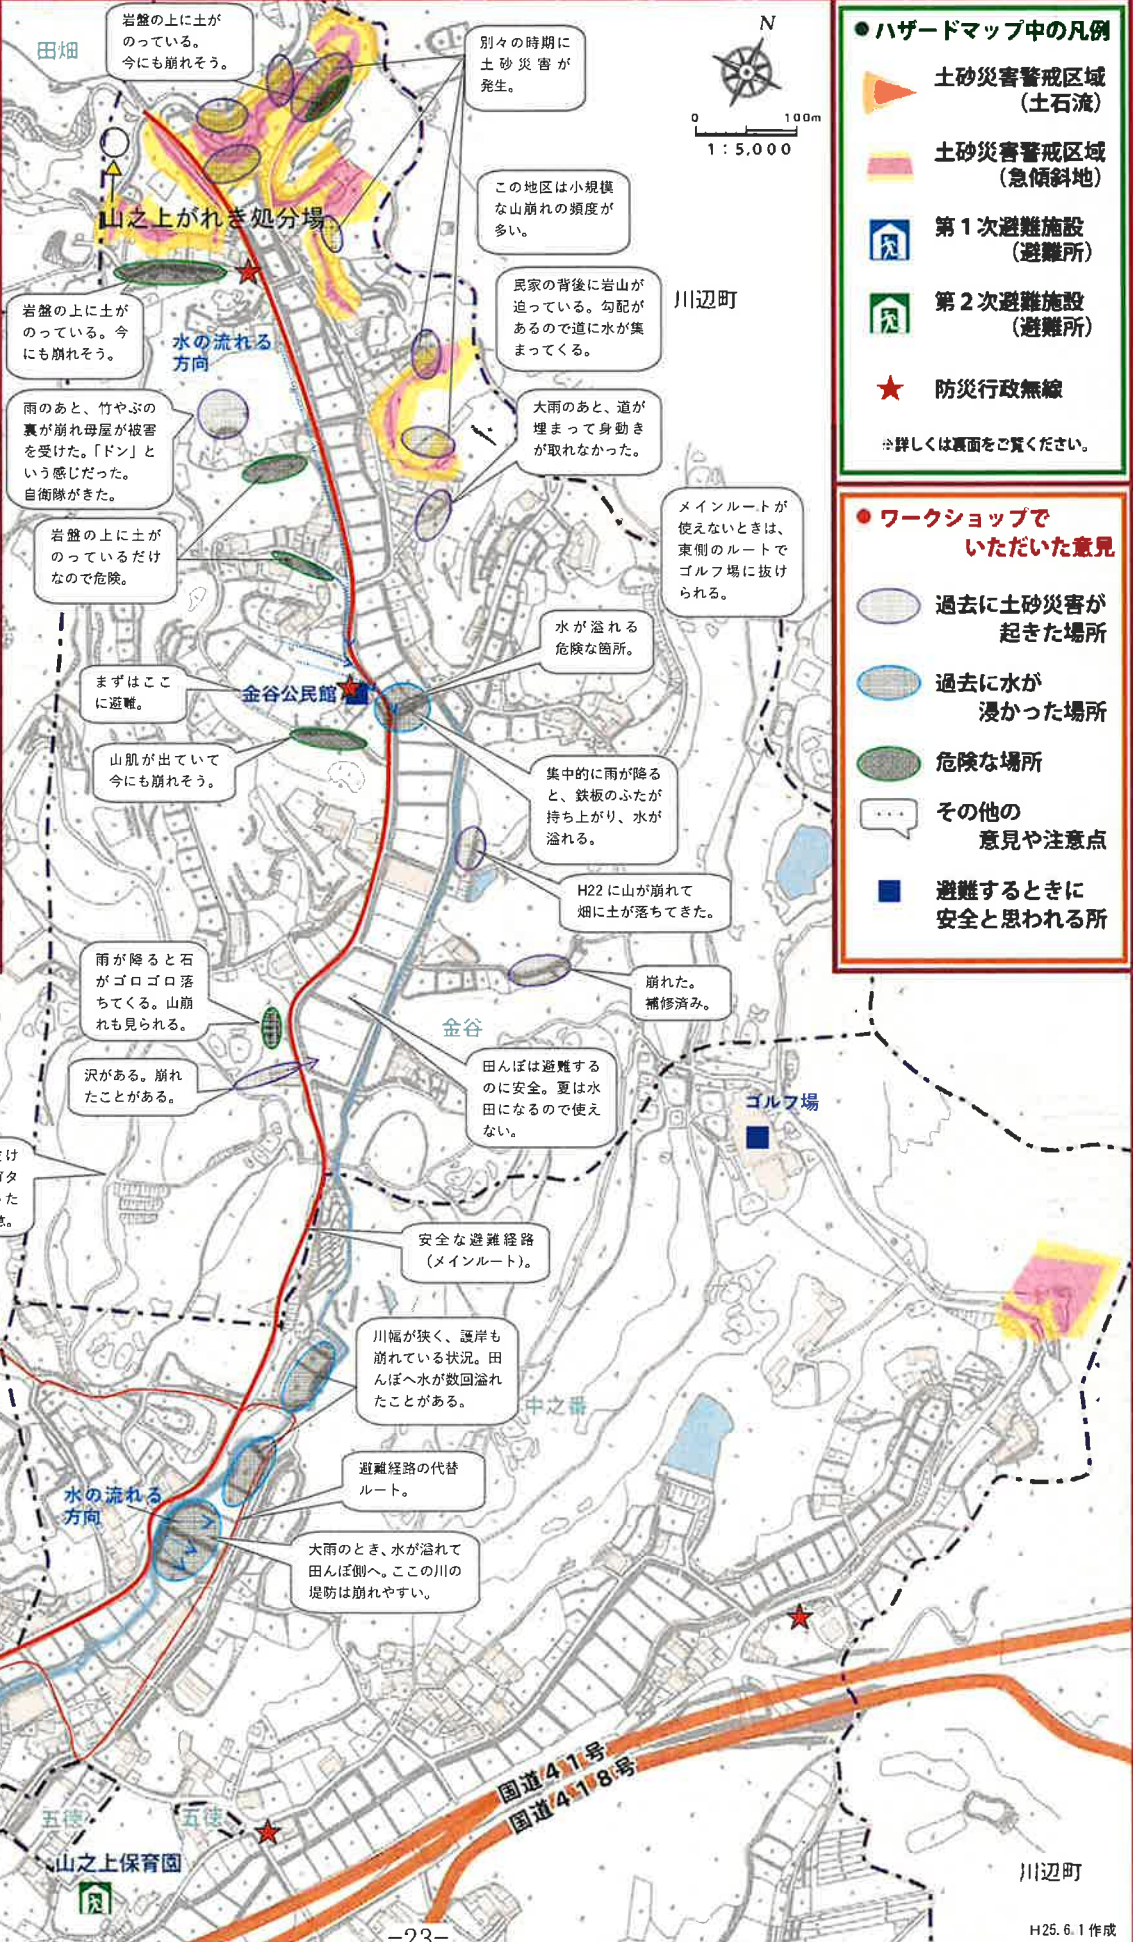 田畑
岩盤の上に土が
のっている。
今にも崩れそう。
別々の時期に
土砂災害が
発生。
N
0 100m
1：5,000
この地区は小規模
な山崩れの頻度が
多い。
山之上がれき処分場
民家の背後に岩山が
迫っている。勾配が
あるので道に水が集
まってくる。
川辺町
岩盤の上に土が
のっている。今
にも崩れそう。
水の流れる
方向
雨のあと、竹やぶの
裏が崩れ母屋が被害
を受けた。「ドン」と
いう感じだった。
自衛隊がきた。
大雨のあと、道が
埋まって身動き
が取れなかった。
岩盤の上に土が
のっているだけ
なので危険。
メインルートが
使えないときは、
東側のルートで
ゴルフ場に抜け
られる。
水が溢れる
危険な箇所。
まずはここ
に避難。
金谷公民館
山肌が出ていて
今にも崩れそう。
集中的に雨が降る
と、鉄板のふたが
持ち上がり、水が
溢れる。
H22に山が崩れて
畑に土が落ちてきた。
雨が降ると石
がゴロゴロ落
ちてくる。山崩
れも見られる。
崩れた。
補修済み。
金谷
沢がある。崩れ
たことがある。
田んぼは避難する
のに安全。夏は水
田になるので使え
ない。
ゴルフ場
安全な避難経路
（メインルート）。
川幅が狭く、護岸も
崩れている状況。田
んぼへ水が数回溢れ
たことがある。
中之番
避難経路の代替
ルート。
水の流れる
方向
大雨のとき、水が溢れて
田んぼ側へ。ここの川の
堤防は崩れやすい。
国道41号
国道418号
五徳
五徳
山之上保育園
川辺町
-23-
H25.6.1作成
●ハザードマップ中の凡例
土砂災害警戒区域
（土石流）
土砂災害警戒区域
（急傾斜地）
第1次避難施設
（避難所）
第2次避難施設
（避難所）
防災行政無線
※詳しくは裏面をご覧ください。
●ワークショップで
いただいた意見
過去に土砂災害が
起きた場所
過去に水が
浸かった場所
危険な場所
その他の
意見や注意点
避難するときに
安全と思われる所